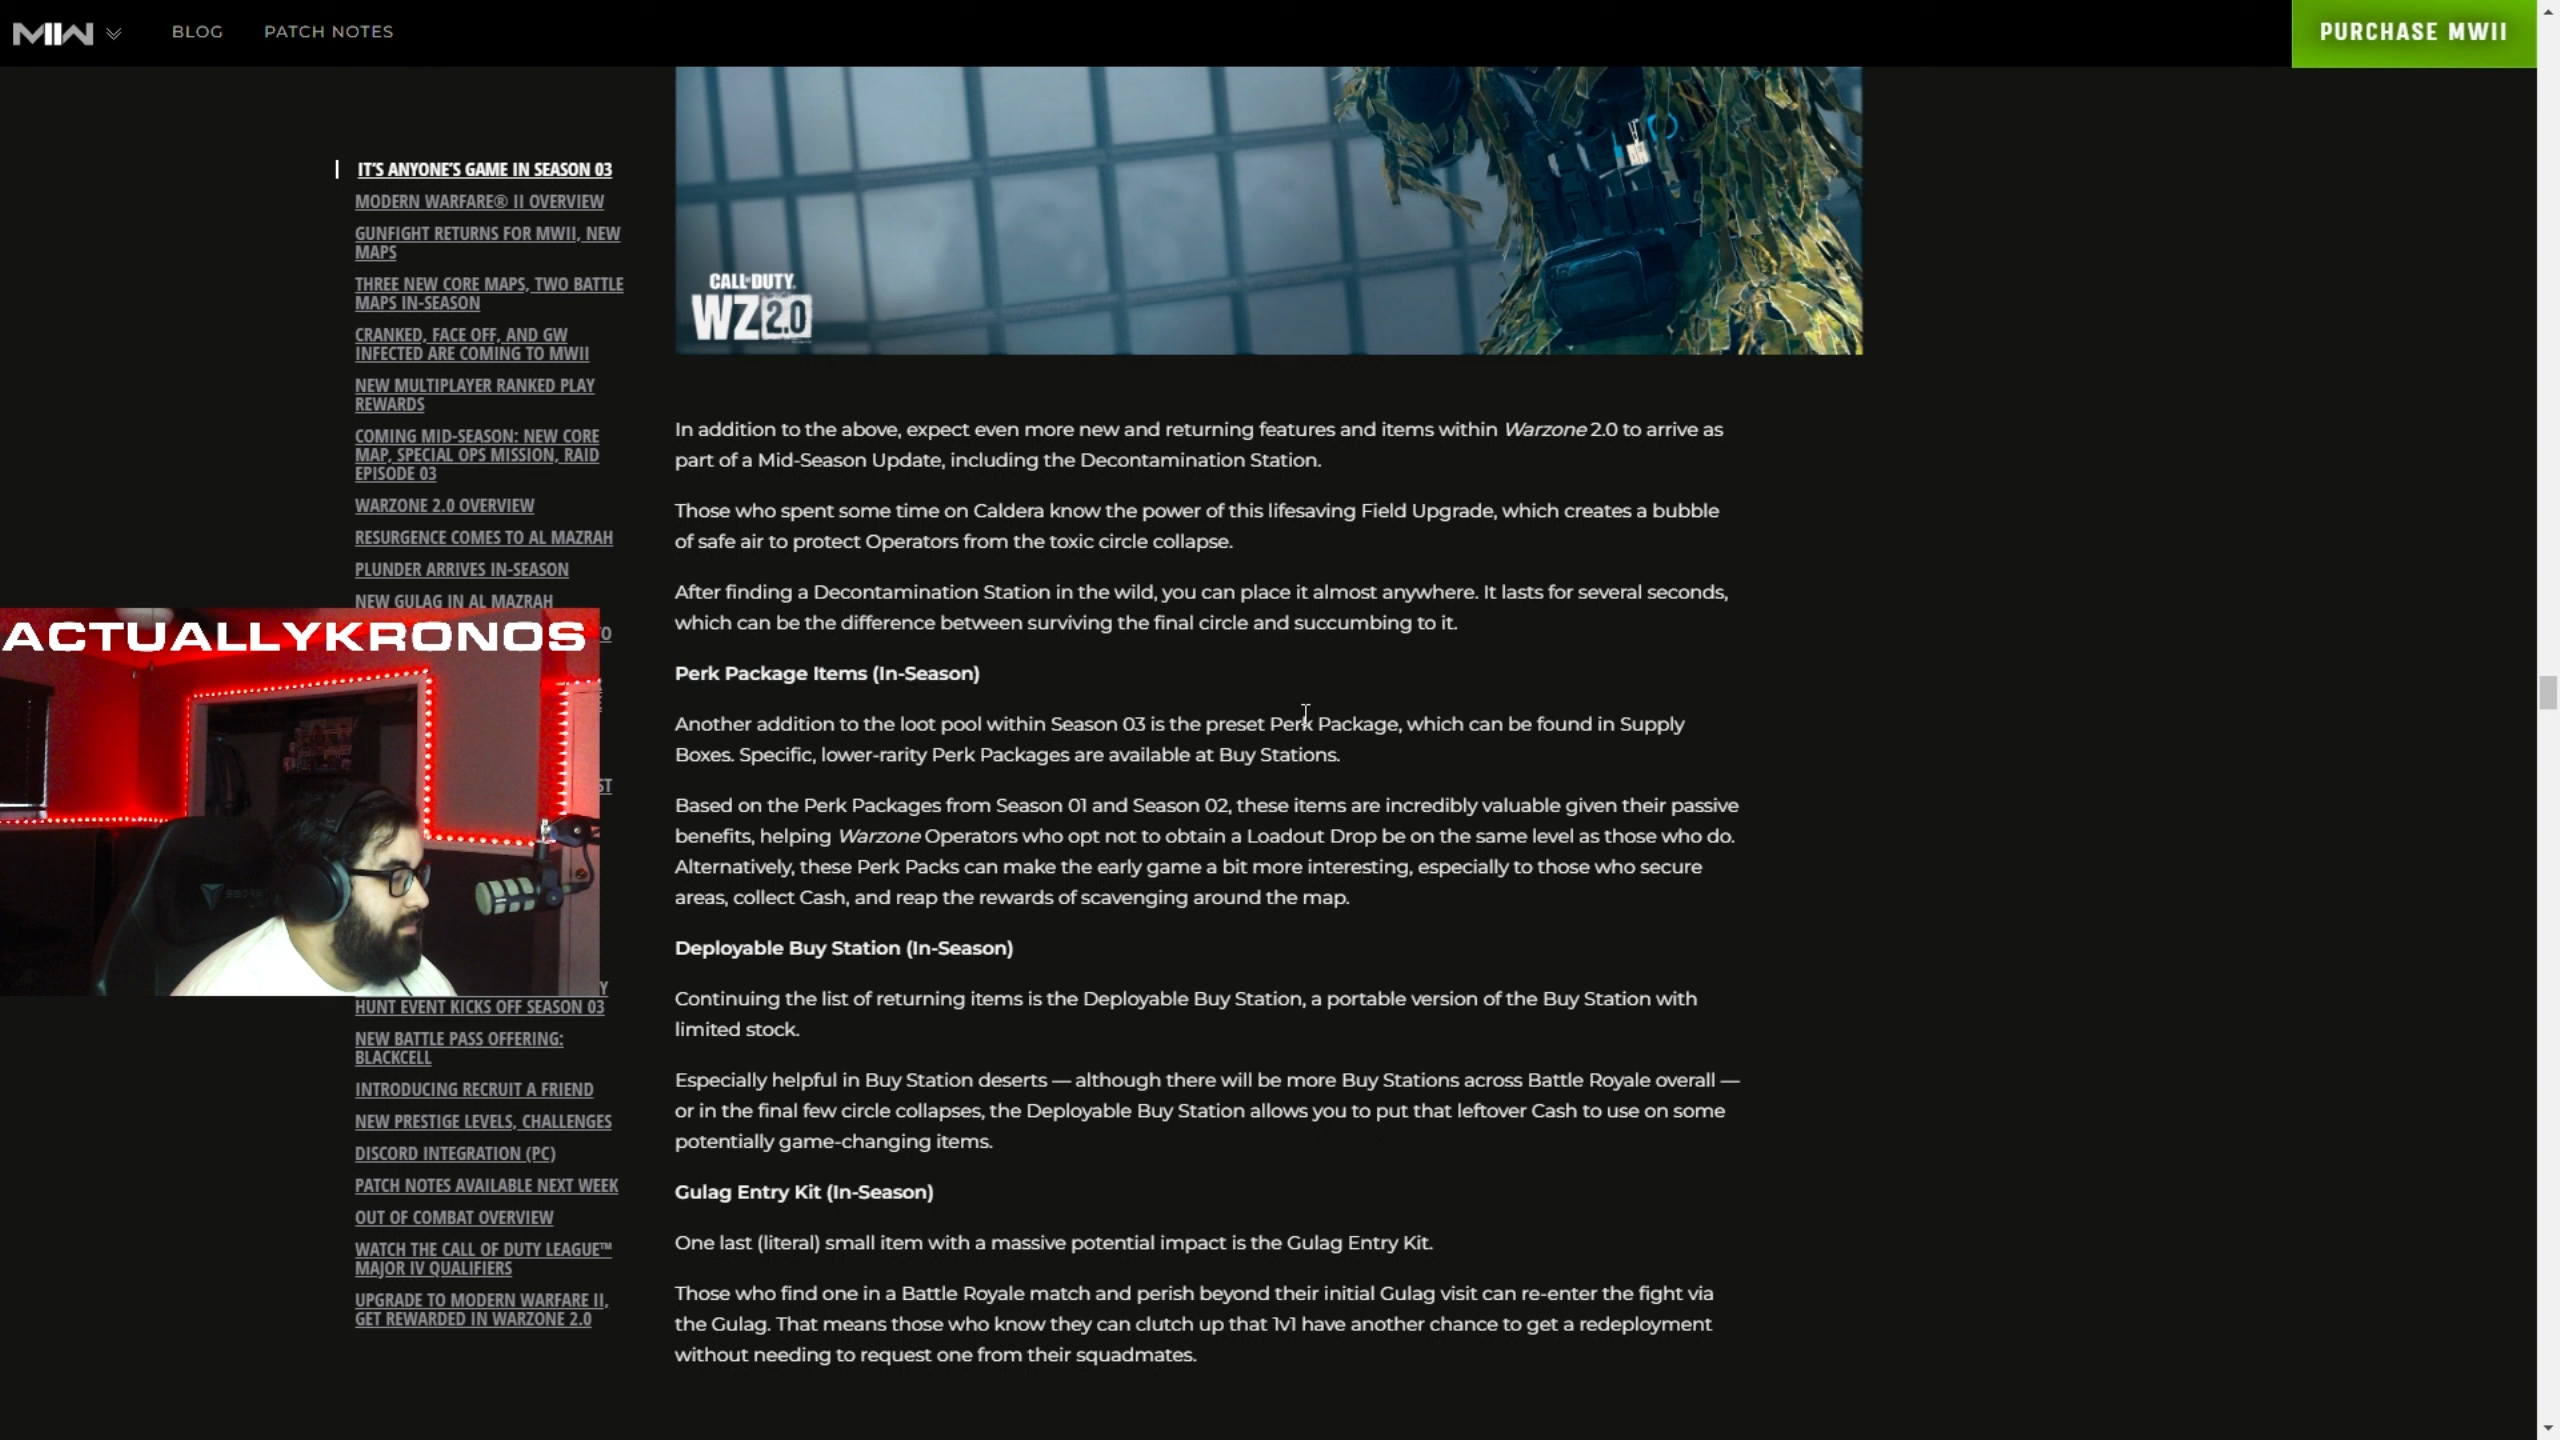 MWII
BLOG
PATCH NOTES
PURCHASE MWII
IT'S ANYONE'S GAME IN SEASON 03
MODERN WARFARE® II OVERVIEW
GUNFIGHT RETURNS FOR MWII, NEW
MAPS
THREE NEW CORE MAPS, TWO BATTLE
MAPS IN-SEASON
CRANKED, FACE OFF, AND GW
INFECTED ARE COMING TO MWII
NEW MULTIPLAYER RANKED PLAY
REWARDS
COMING MID-SEASON: NEW CORE
MAP, SPECIAL OPS MISSION, RAID
EPISODE 03
WARZONE 2.0 OVERVIEW
RESURGENCE COMES TO AL MAZRAH
PLUNDER ARRIVES IN-SEASON
NEW GULAG IN AL MAZRAH
ACTUALLYKRONOS
HUNT EVENT KICKS OFF SEASON 03
NEW BATTLE PASS OFFERING:
BLACKCELL
INTRODUCING RECRUIT A FRIEND
NEW PRESTIGE LEVELS, CHALLENGES
DISCORD INTEGRATION (PC)
PATCH NOTES AVAILABLE NEXT WEEK
OUT OF COMBAT OVERVIEW
WATCH THE CALL OF DUTY LEAGUE™
MAJOR IV QUALIFIERS
UPGRADE TO MODERN WARFARE II,
GET REWARDED IN WARZONE 2.0
CALL OF DUTY
WZ 2.0
In addition to the above, expect even more new and returning features and items within Warzone 2.0 to arrive as
part of a Mid-Season Update, including the Decontamination Station.
Those who spent some time on Caldera know the power of this lifesaving Field Upgrade, which creates a bubble
of safe air to protect Operators from the toxic circle collapse.
After finding a Decontamination Station in the wild, you can place it almost anywhere. It lasts for several seconds,
which can be the difference between surviving the final circle and succumbing to it.
Perk Package Items (In-Season)
Another addition to the loot pool within Season 03 is the preset Perk Package, which can be found in Supply
Boxes. Specific, lower-rarity Perk Packages are available at Buy Stations.
Based on the Perk Packages from Season 01 and Season 02, these items are incredibly valuable given their passive
benefits, helping Warzone Operators who opt not to obtain a Loadout Drop be on the same level as those who do.
Alternatively, these Perk Packs can make the early game a bit more interesting, especially to those who secure
areas, collect Cash, and reap the rewards of scavenging around the map.
Deployable Buy Station (In-Season)
Continuing the list of returning items is the Deployable Buy Station, a portable version of the Buy Station with
limited stock.
Especially helpful in Buy Station deserts — although there will be more Buy Stations across Battle Royale overall —
or in the final few circle collapses, the Deployable Buy Station allows you to put that leftover Cash to use on some
potentially game-changing items.
Gulag Entry Kit (In-Season)
One last (literal) small item with a massive potential impact is the Gulag Entry Kit.
Those who find one in a Battle Royale match and perish beyond their initial Gulag visit can re-enter the fight via
the Gulag. That means those who know they can clutch up that 1v1 have another chance to get a redeployment
without needing to request one from their squadmates.